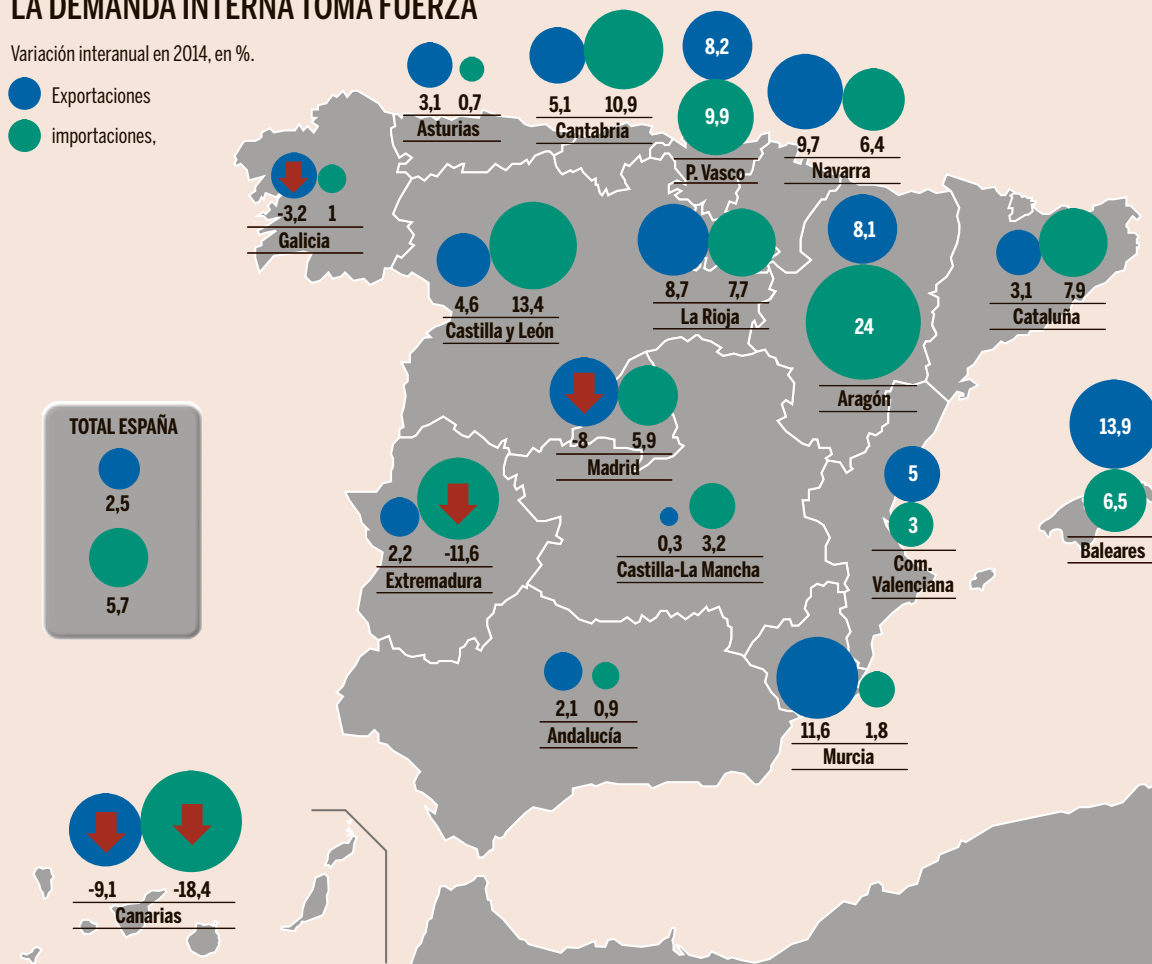 LA DEMANDA INTERNA TOMA FUERZA
Variación interanual en 2014, en %.
Exportaciones
importaciones,
3,1 0,7
Asturias
5,1 10,9
Cantabria
8,2
9,9
P. Vasco
9,7 6,4
Navarra
-3,2 1
Galicia
4,6 13,4
Castilla y León
8,7 7,7
La Rioja
8,1
24
Aragón
3,1 7,9
Cataluña
TOTAL ESPAÑA
2,5
5,7
-8 5,9
Madrid
13,9
6,5
Baleares
2,2 -11,6
Extremadura
0,3 3,2
Castilla-La Mancha
5
3
Com.
Valenciana
2,1 0,9
Andalucía
11,6 1,8
Murcia
-9,1 -18,4
Canarias